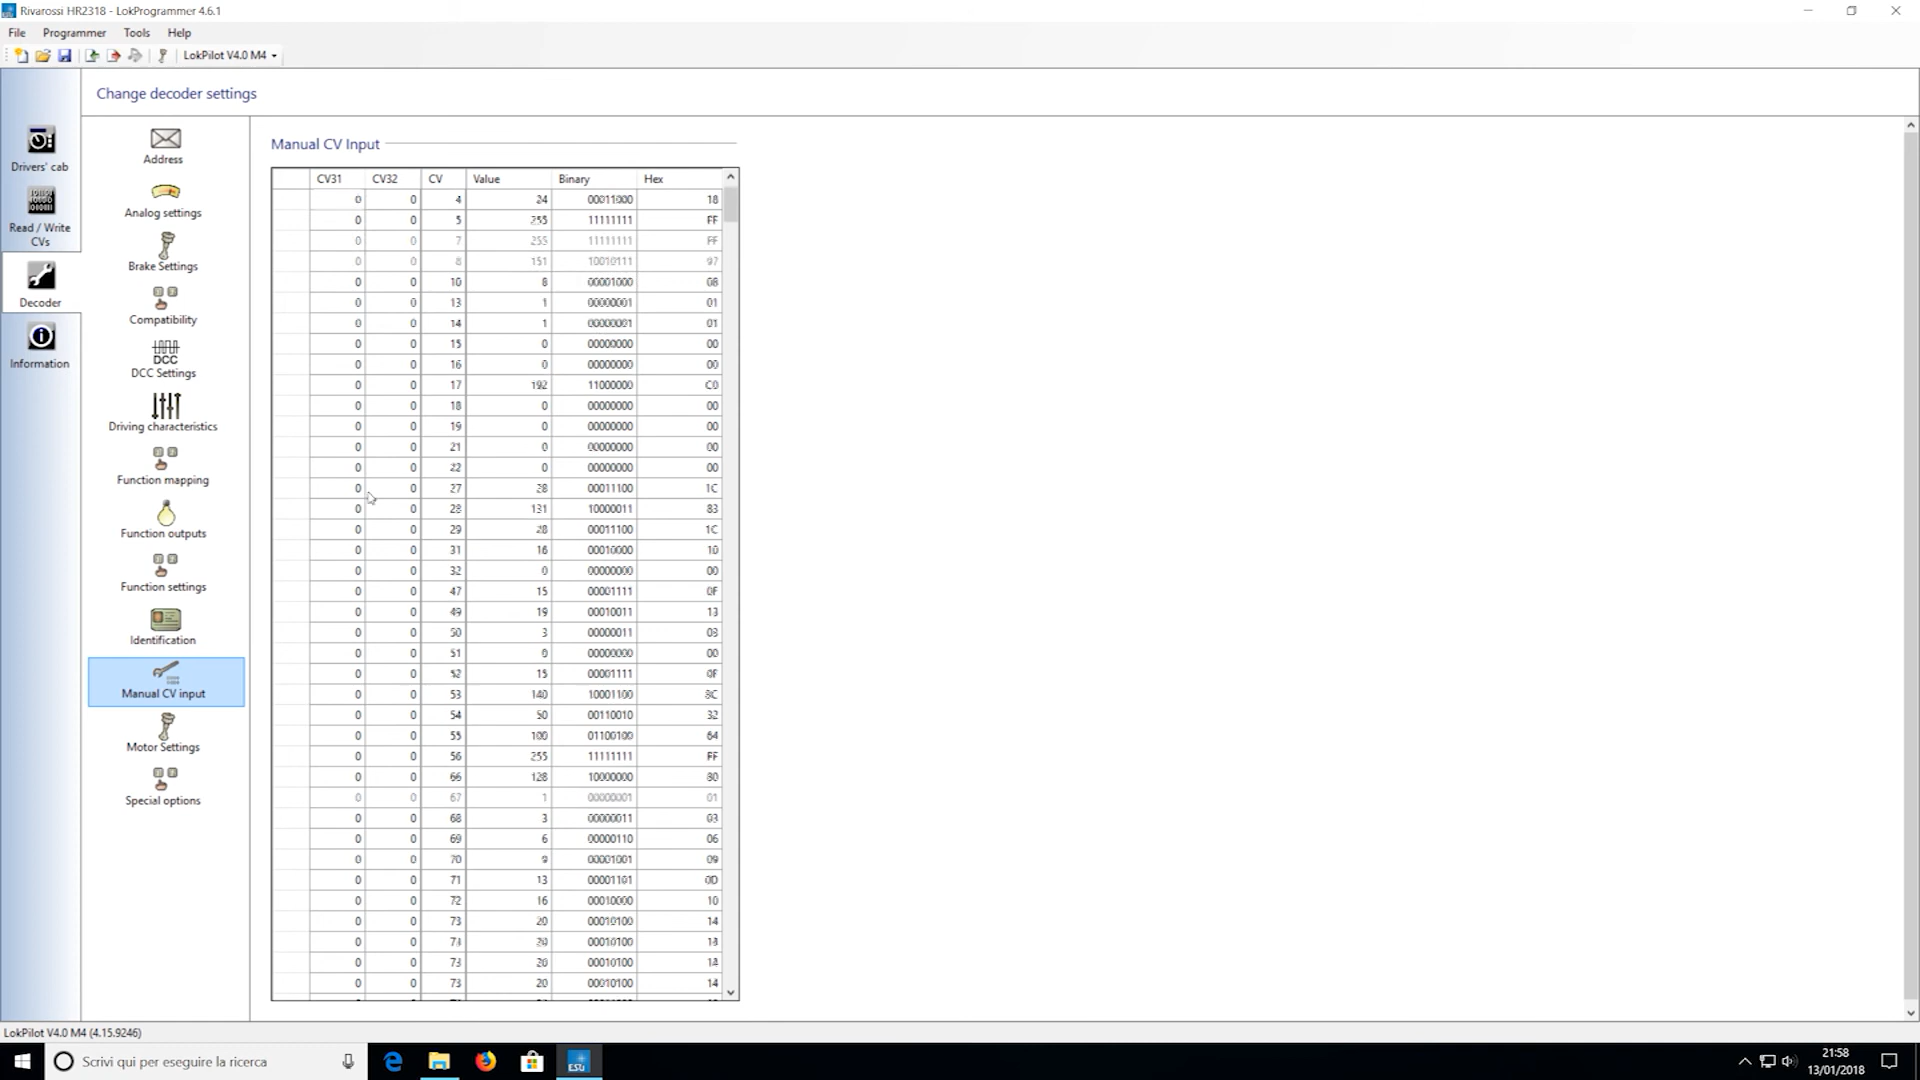 Rivarossi HR2318 - LokProgrammer 4.6.1
File Programmer Tools Help
LokPilot V4.0 M4
Change decoder settings
Drivers' cab
Read / Write
CVs
Decoder
Information
Address
Analog settings
Brake Settings
Compatibility
DCC
DCC Settings
Driving characteristics
Function mapping
Function outputs
Function settings
Identification
Manual CV input
Motor Settings
Special options
Manual CV Input
CV31 CV32 CV Value Binary Hex
0 0 4 24 00011000 18
0 0 5 255 11111111 FF
0 0 7 255 11111111 FF
0 0 8 151 10010111 97
0 0 10 8 00001000 08
0 0 13 1 00000001 01
0 0 14 1 00000001 01
0 0 15 0 00000000 00
0 0 16 0 00000000 00
0 0 17 192 11000000 C0
0 0 18 0 00000000 00
0 0 19 0 00000000 00
0 0 21 0 00000000 00
0 0 22 0 00000000 00
0 0 27 28 00011100 1C
0 0 28 131 10000011 83
0 0 29 28 00011100 1C
0 0 31 16 00010000 10
0 0 32 0 00000000 00
0 0 47 15 00001111 0F
0 0 49 19 00010011 13
0 0 50 3 00000011 03
0 0 51 0 00000000 00
0 0 52 15 00001111 0F
0 0 53 140 10001100 8C
0 0 54 50 00110010 32
0 0 55 100 01100100 64
0 0 56 255 11111111 FF
0 0 66 128 10000000 80
0 0 67 1 00000001 01
0 0 68 3 00000011 03
0 0 69 6 00000110 06
0 0 70 9 00001001 09
0 0 71 13 00001101 0D
0 0 72 16 00010000 10
0 0 73 20 00010100 14
0 0 20 00010100
0 0 73 20 00010100
0 0 73 20 00010100 14
LokPilot V4.0 M4 (4.15.9246)
Scrivi qui per eseguire la ricerca
ESU
21:58
13/01/2018